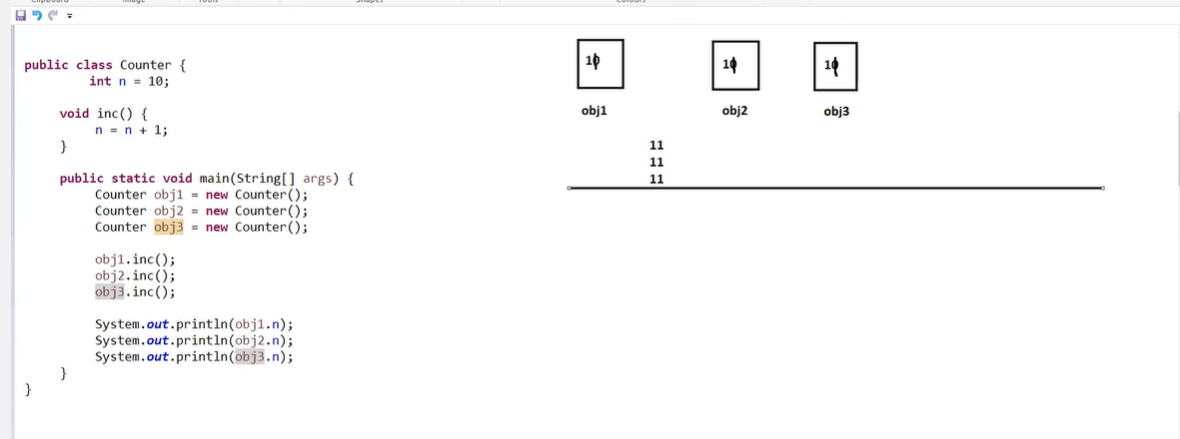 public class Counter {
int n = 10;
void inc() {
n = n + 1;
}
public static void main(String[] args) {
Counter obj1 = new Counter();
Counter obj2 = new Counter();
Counter obj3 = new Counter();
obj1.inc();
obj2.inc();
obj3.inc();
System.out.println(obj1.n);
System.out.println(obj2.n);
System.out.println(obj3.n);
}
}
10 10 10
obj1 obj2 obj3
11
11
11